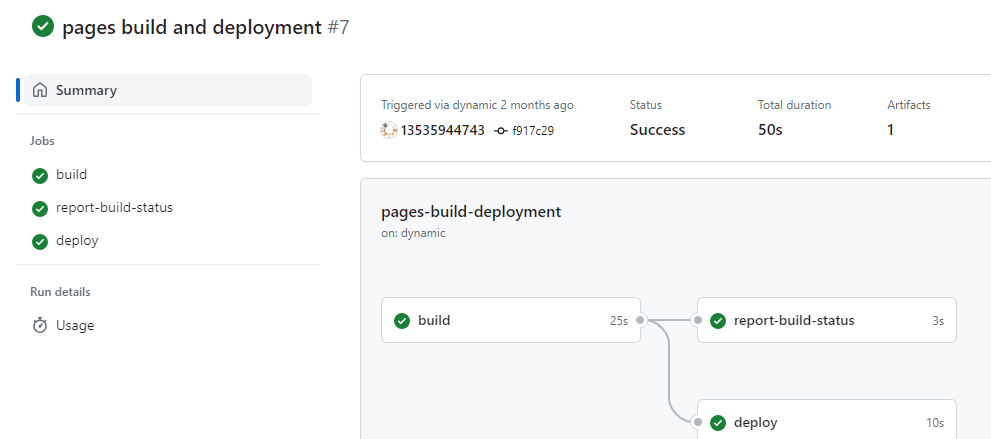 pages build and deployment #7
Summary
Jobs
build
report-build-status
deploy
Run details
Usage
Triggered via dynamic 2 months ago
13535944743 f917c29
Status
Success
Total duration
50s
Artifacts
1
pages-build-deployment
on: dynamic
build 25s
report-build-status 3s
deploy 10s